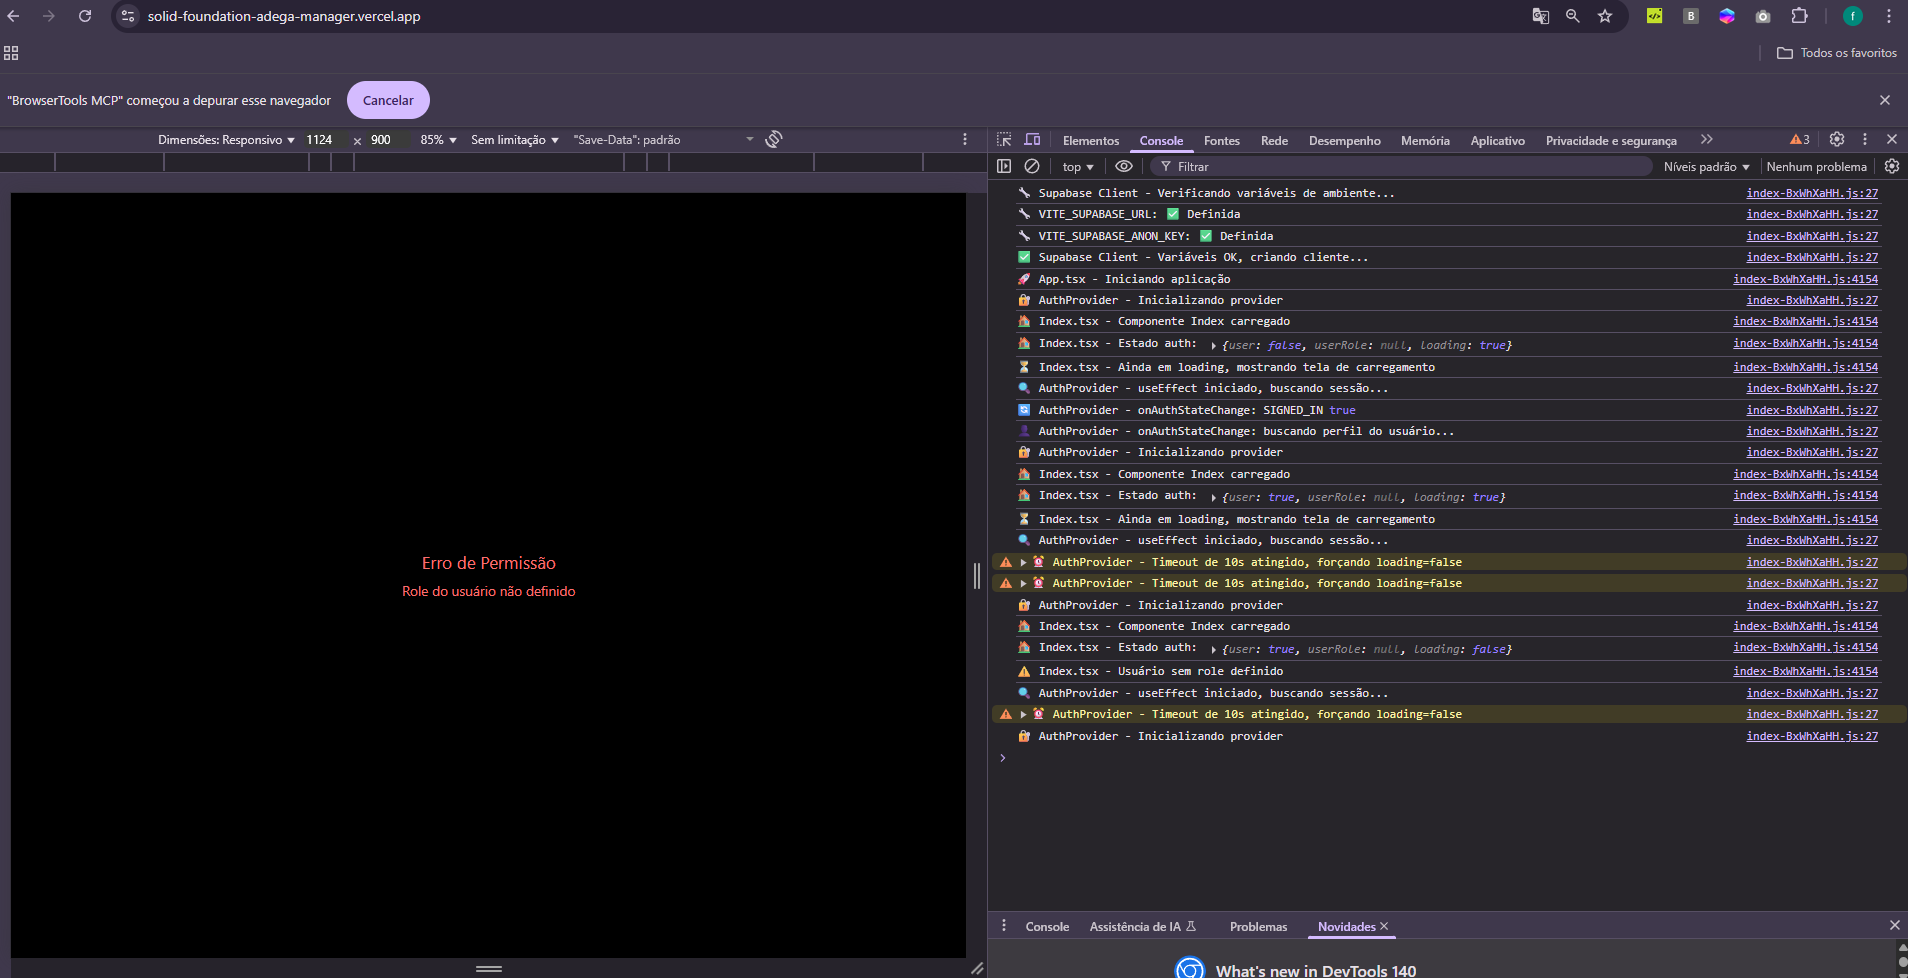 solid-foundation-adega-manager.vercel.app
B
f
Todos os favoritos
"BrowserTools MCP" começou a depurar esse navegador
Cancelar
Dimensões: Responsivo
1124
×
900
85%
Sem limitação
"Save-Data": padrão
Elementos
Console
Fontes
Rede
Desempenho
Memória
Aplicativo
Privacidade e segurança
3
top
Filtrar
Níveis padrão
Nenhum problema
Supabase Client - Verificando variáveis de ambiente... index-BxWhXaHH.js:27
VITE_SUPABASE_URL: ✅ Definida index-BxWhXaHH.js:27
VITE_SUPABASE_ANON_KEY: ✅ Definida index-BxWhXaHH.js:27
Supabase Client - Variáveis OK, criando cliente... index-BxWhXaHH.js:27
App.tsx - Iniciando aplicação index-BxWhXaHH.js:4154
AuthProvider - Inicializando provider index-BxWhXaHH.js:27
Index.tsx - Componente Index carregado index-BxWhXaHH.js:4154
Index.tsx - Estado auth: {user: false, userRole: null, loading: true} index-BxWhXaHH.js:4154
Index.tsx - Ainda em loading, mostrando tela de carregamento index-BxWhXaHH.js:4154
AuthProvider - useEffect iniciado, buscando sessão... index-BxWhXaHH.js:27
AuthProvider - onAuthStateChange: SIGNED_IN true index-BxWhXaHH.js:27
AuthProvider - onAuthStateChange: buscando perfil do usuário... index-BxWhXaHH.js:27
AuthProvider - Inicializando provider index-BxWhXaHH.js:27
Index.tsx - Componente Index carregado index-BxWhXaHH.js:4154
Index.tsx - Estado auth: {user: true, userRole: null, loading: true} index-BxWhXaHH.js:4154
Index.tsx - Ainda em loading, mostrando tela de carregamento index-BxWhXaHH.js:4154
AuthProvider - useEffect iniciado, buscando sessão... index-BxWhXaHH.js:27
AuthProvider - Timeout de 10s atingido, forçando loading=false index-BxWhXaHH.js:27
AuthProvider - Timeout de 10s atingido, forçando loading=false index-BxWhXaHH.js:27
AuthProvider - Inicializando provider index-BxWhXaHH.js:27
Index.tsx - Componente Index carregado index-BxWhXaHH.js:4154
Index.tsx - Estado auth: {user: true, userRole: null, loading: false} index-BxWhXaHH.js:4154
Index.tsx - Usuário sem role definido index-BxWhXaHH.js:4154
AuthProvider - useEffect iniciado, buscando sessão... index-BxWhXaHH.js:27
AuthProvider - Timeout de 10s atingido, forçando loading=false index-BxWhXaHH.js:27
AuthProvider - Inicializando provider index-BxWhXaHH.js:27
Erro de Permissão
Role do usuário não definido
Console
Assistência de IA
Problemas
Novidades
What's new in DevTools 140